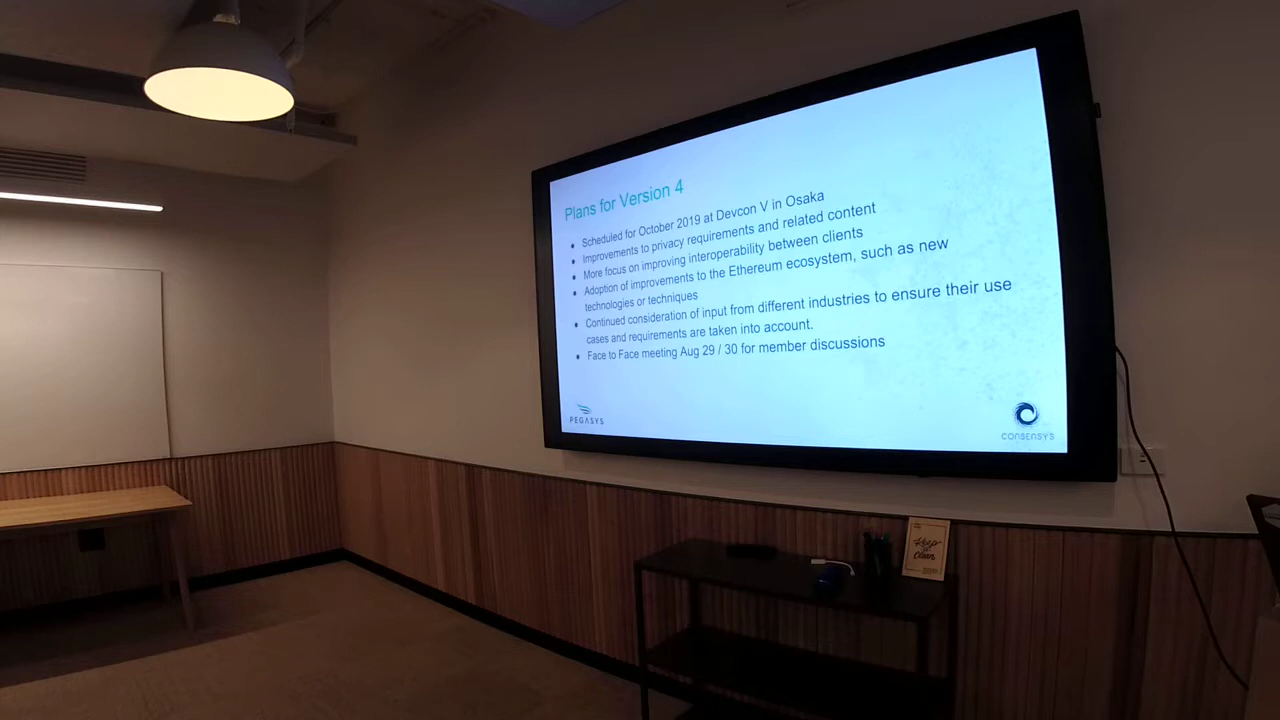 Plans for Version 4
● Scheduled for October 2019 at Devcon V in Osaka
● Improvements to privacy requirements and related content
● More focus on improving interoperability between clients
● Adoption of improvements to the Ethereum ecosystem, such as new
technologies or techniques
● Continued consideration of input from different industries to ensure their use
cases and requirements are taken into account.
● Face to Face meeting Aug 29 / 30 for member discussions
PEGASYS
CONSENSYS
Keep
it
Clean